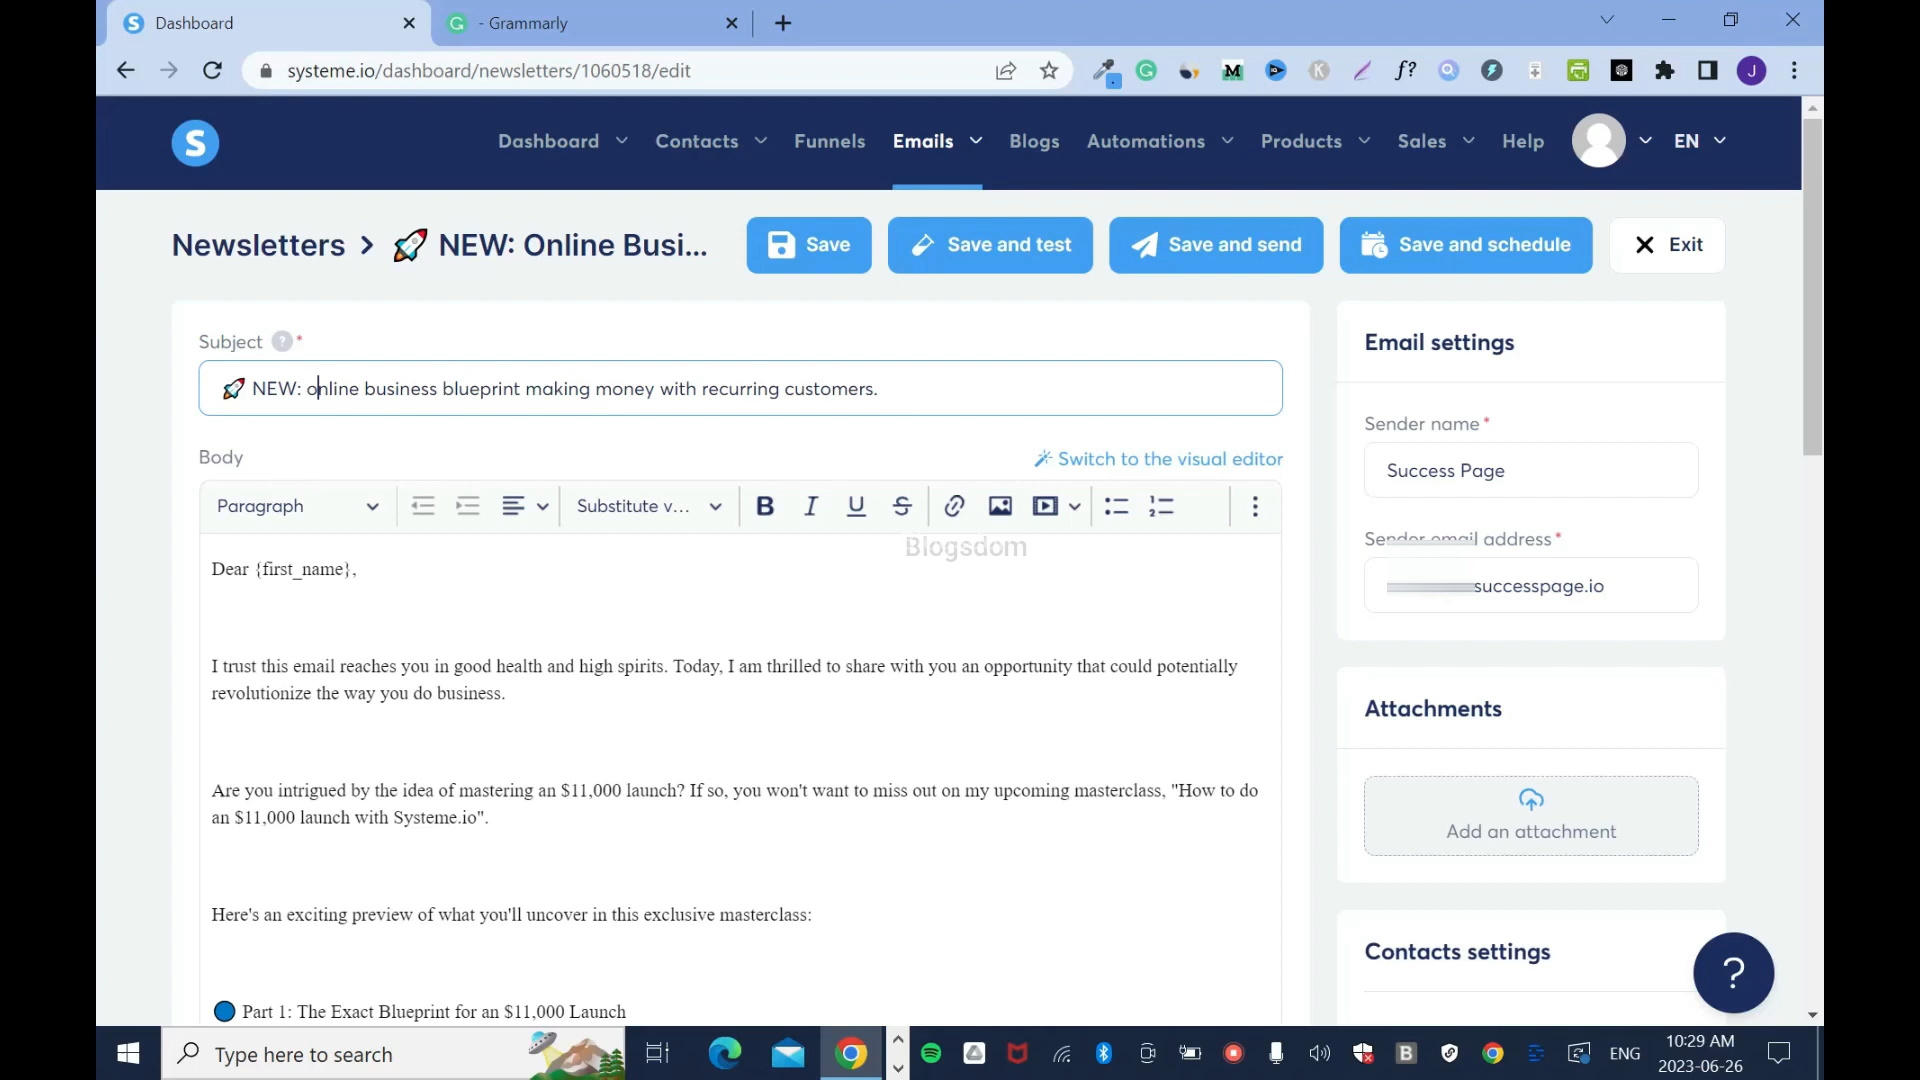 Dashboard
- Grammarly
systeme.io/dashboard/newsletters/1060518/edit
Dashboard
Contacts
Funnels
Emails
Blogs
Automations
Products
Sales
Help
EN
Newsletters > 🚀 NEW: Online Busi...
Save
Save and test
Save and send
Save and schedule
Exit
Subject ? *
🚀 NEW: online business blueprint making money with recurring customers.
Body
Switch to the visual editor
Paragraph
Substitute v...
B I U S
Blogsdom
Dear {first_name},
I trust this email reaches you in good health and high spirits. Today, I am thrilled to share with you an opportunity that could potentially
revolutionize the way you do business.
Are you intrigued by the idea of mastering an $11,000 launch? If so, you won't want to miss out on my upcoming masterclass, "How to do
an $11,000 launch with Systeme.io".
Here's an exciting preview of what you'll uncover in this exclusive masterclass:
🔵 Part 1: The Exact Blueprint for an $11,000 Launch
Email settings
Sender name *
Success Page
Sender email address *
successpage.io
Attachments
Add an attachment
Contacts settings
?
Type here to search
ENG
10:29 AM
2023-06-26